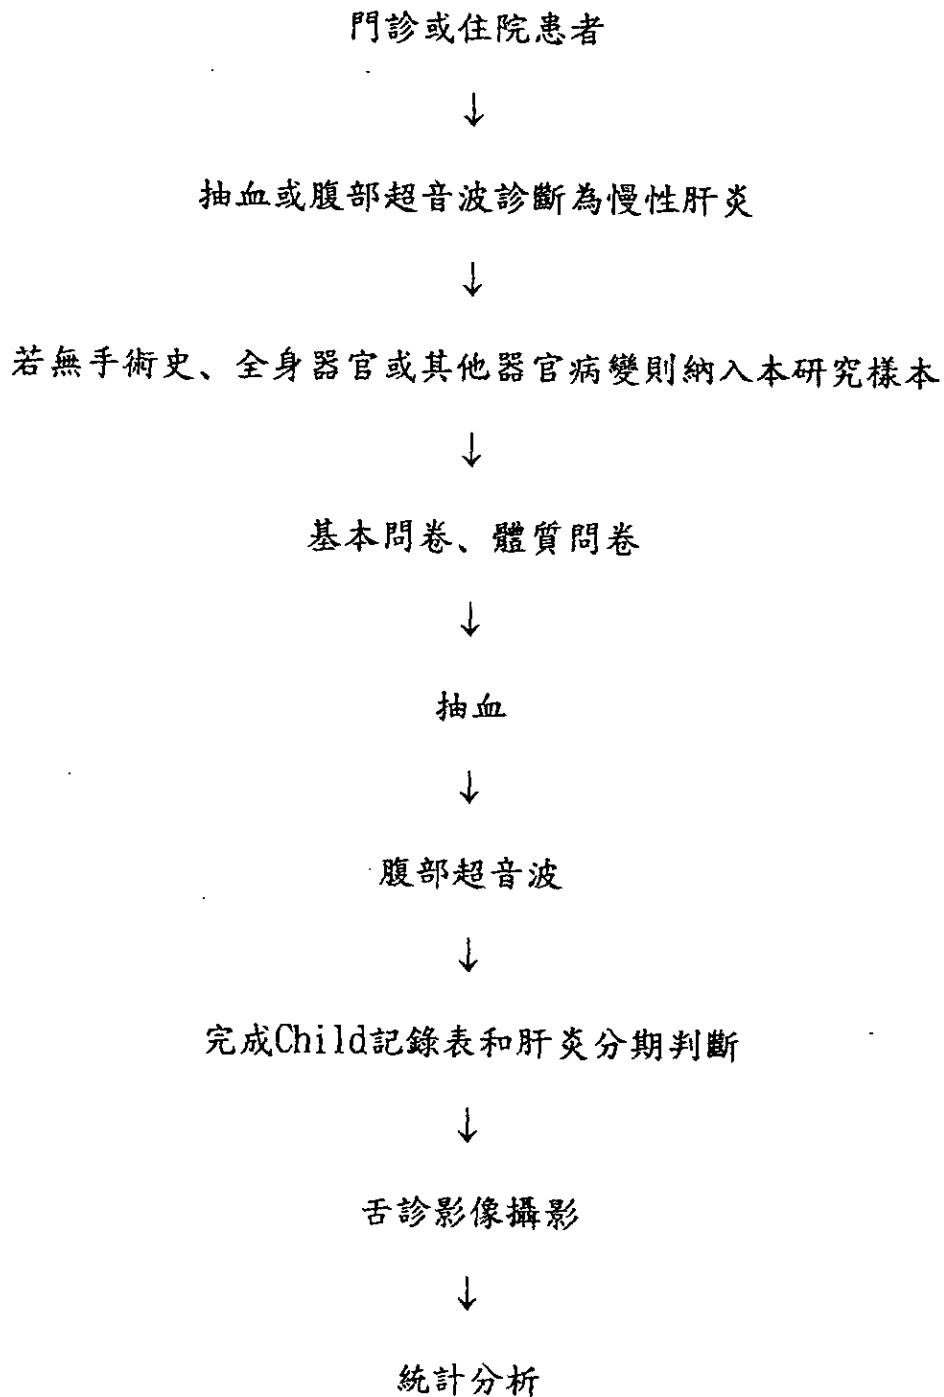 門診或住院患者
↓
抽血或腹部超音波診斷為慢性肝炎
↓
若無手術史、全身器官或其他器官病變則納入本研究樣本
↓
基本問卷、體質問卷
↓
抽血
↓
腹部超音波
↓
完成Child記錄表和肝炎分期判斷
↓
舌診影像攝影
↓
統計分析